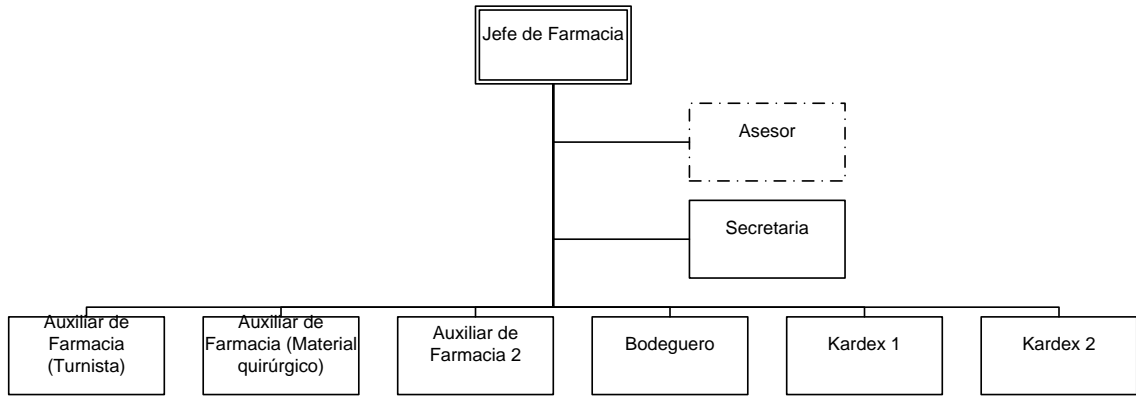 Jefe de Farmacia
Asesor
Secretaria
Auxiliar de
Farmacia
(Turnista)
Auxiliar de
Farmacia (Material
quirúrgico)
Auxiliar de
Farmacia 2
Bodeguero
Kardex 1
Kardex 2